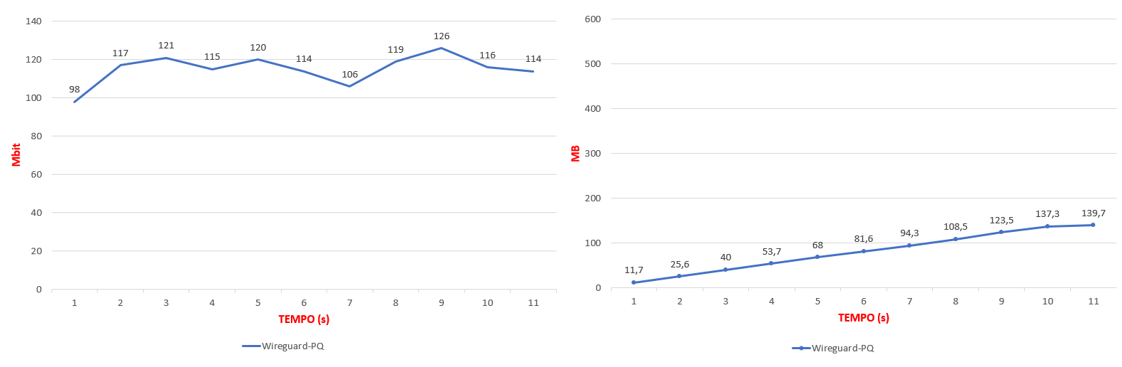 140
120
100
80
60
40
20
0
Mbit
98 117 121 115 120 114 106 119 126 116 114
1 2 3 4 5 6 7 8 9 10 11
TEMPO (s)
Wireguard-PQ
600
500
400
300
200
100
0
MB
11,7 25,6 40 53,7 68 81,6 94,3 108,5 123,5 137,3 139,7
1 2 3 4 5 6 7 8 9 10 11
TEMPO (s)
Wireguard-PQ